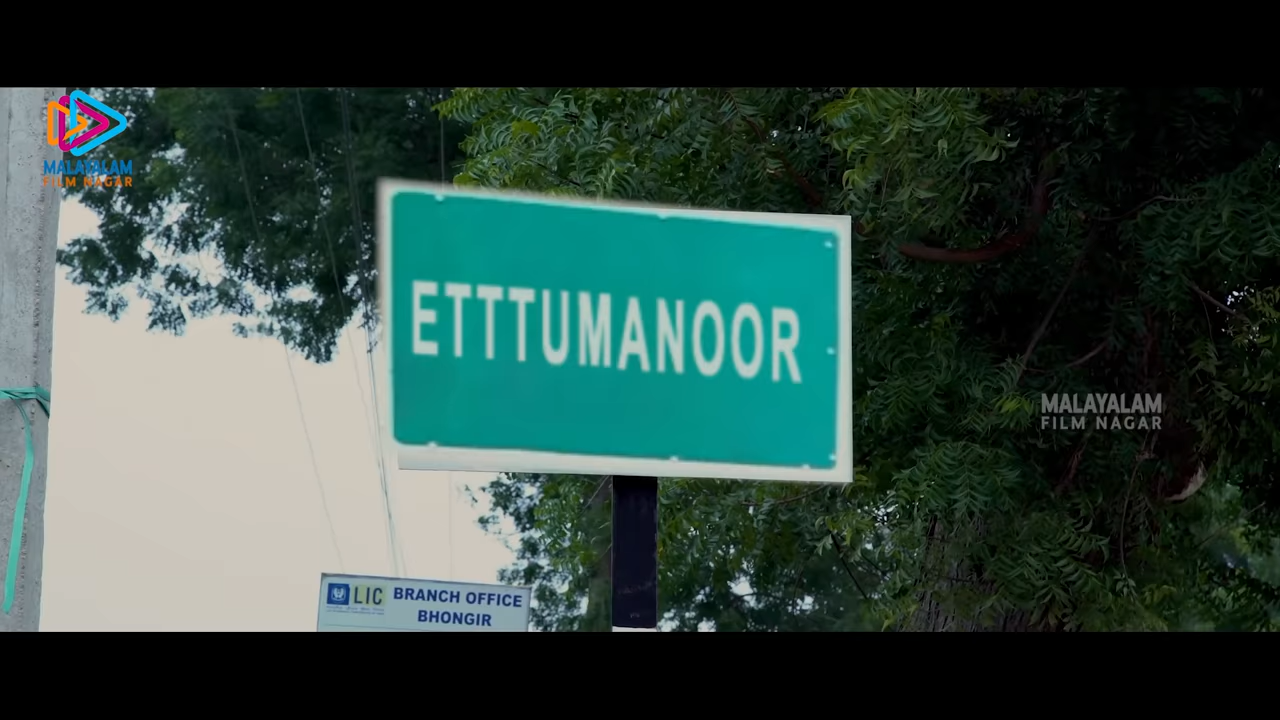 MALAYALAM
FILM NAGAR
ETTTUMANOOR
MALAYALAM
FILM NAGAR
LIC
BRANCH OFFICE
BHONGIR